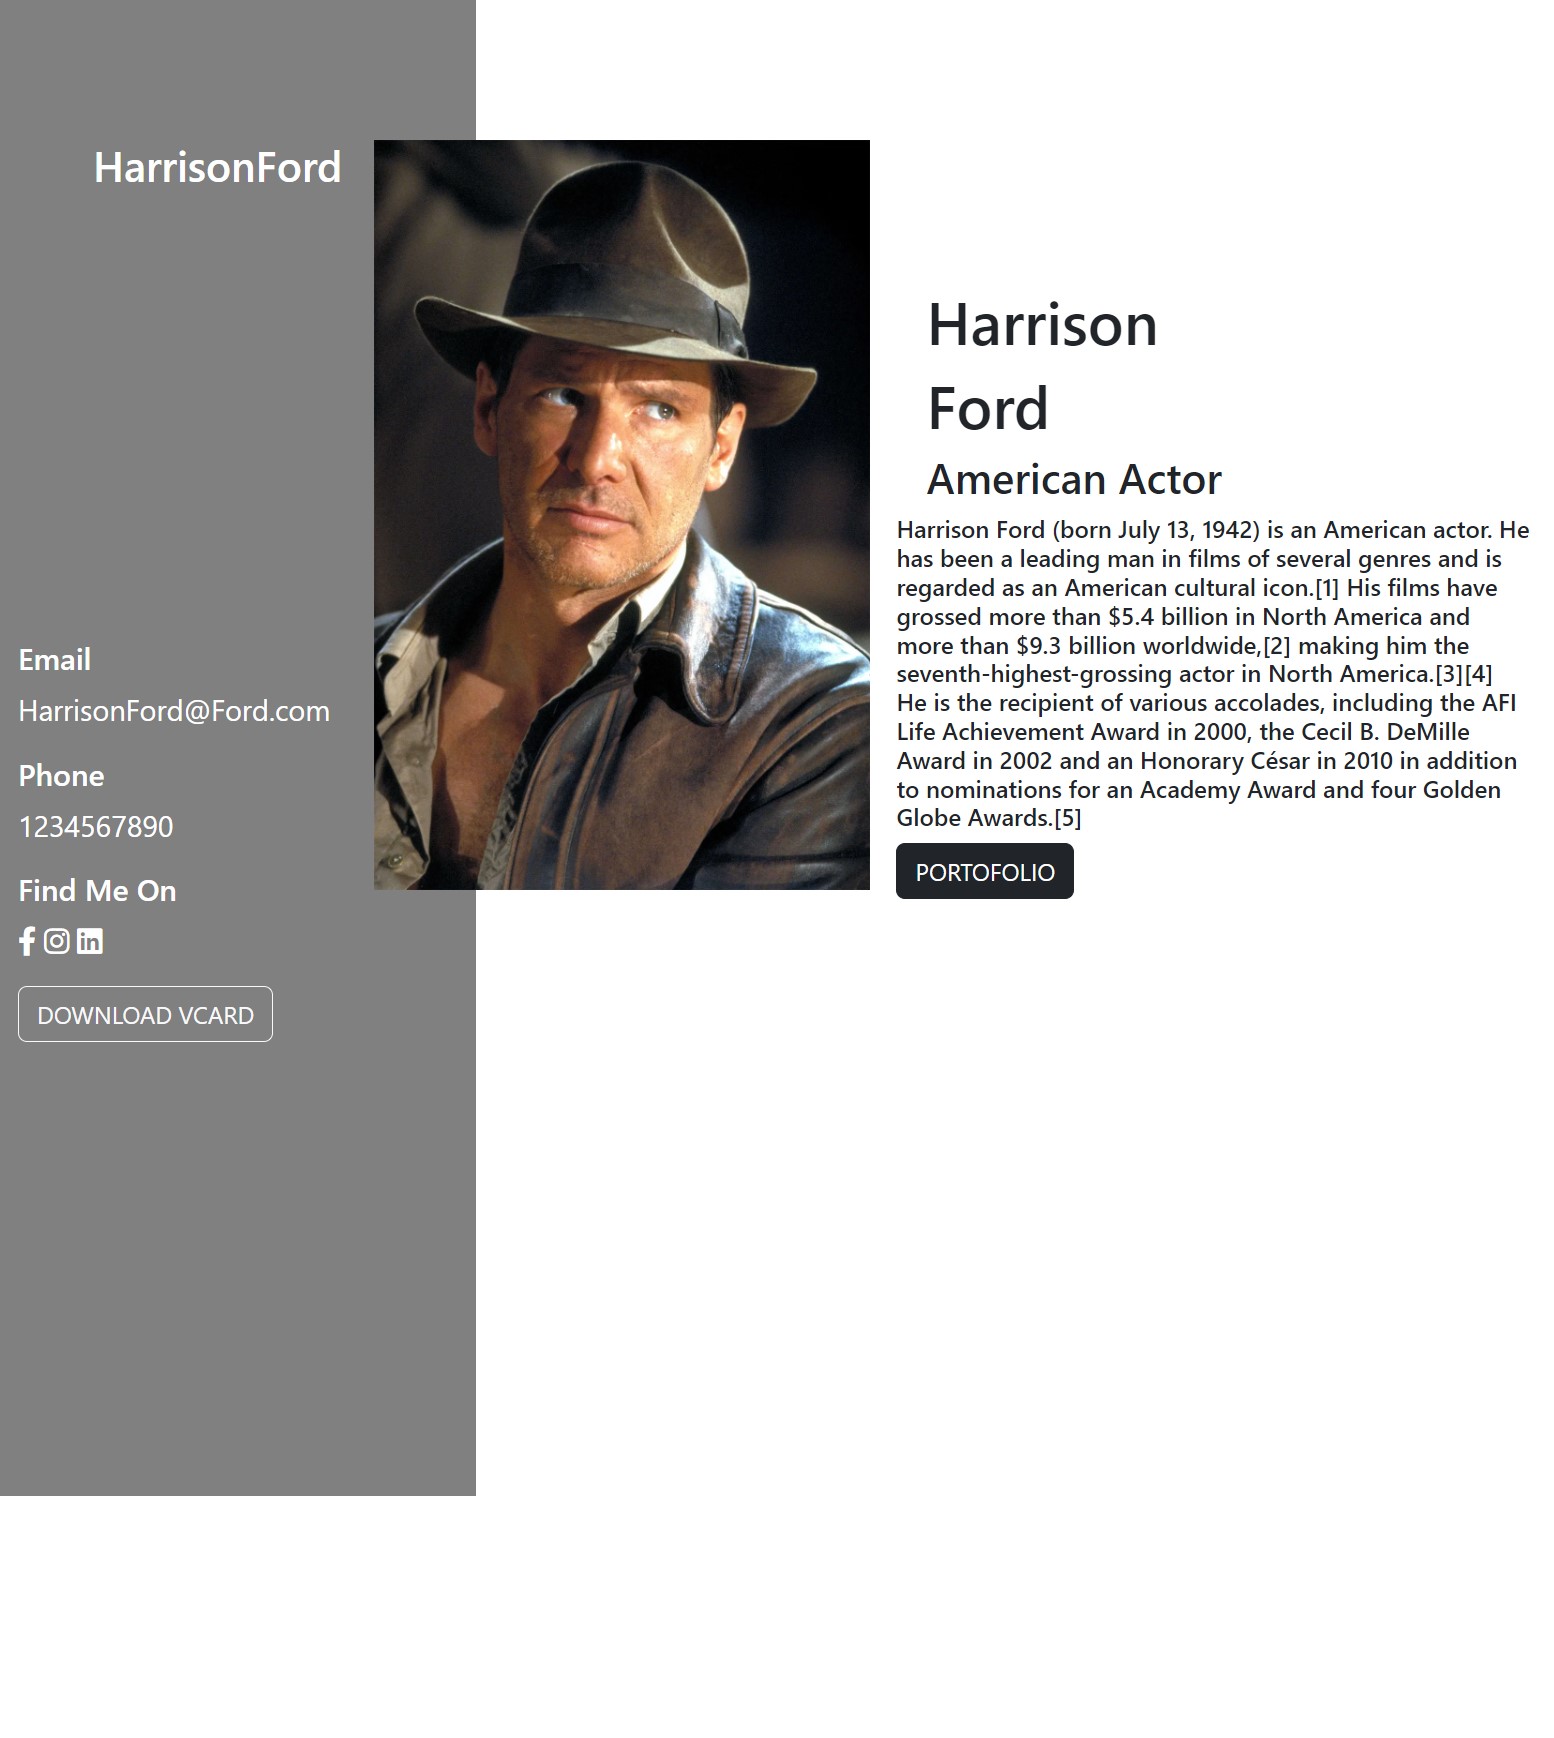 HarrisonFord
Harrison
Ford
American Actor
Harrison Ford (born July 13, 1942) is an American actor. He
has been a leading man in films of several genres and is
regarded as an American cultural icon.[1] His films have
grossed more than $5.4 billion in North America and
more than $9.3 billion worldwide,[2] making him the
seventh-highest-grossing actor in North America.[3][4]
He is the recipient of various accolades, including the AFI
Life Achievement Award in 2000, the Cecil B. DeMille
Award in 2002 and an Honorary César in 2010 in addition
to nominations for an Academy Award and four Golden
Globe Awards.[5]
PORTOFOLIO
Email
HarrisonFord@Ford.com
Phone
1234567890
Find Me On
DOWNLOAD VCARD